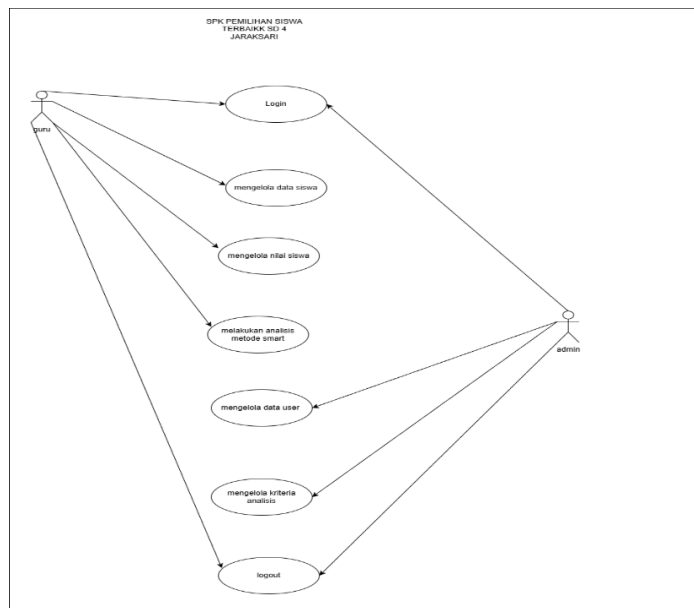 SPK PEMILIHAN SISWA
TERBAIKK SD 4
JARAKSARI
Login
guru
mengelola data siswa
mengelola nilai siswa
melakukan analisis
metode smart
admin
mengelola data user
mengelola kriteria
analisis
logout